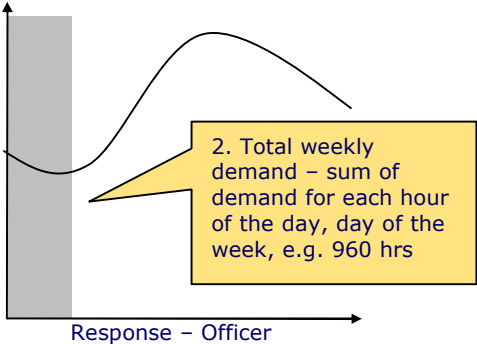 2. Total weekly
demand – sum of
demand for each hour
of the day, day of the
week, e.g. 960 hrs
Response – Officer